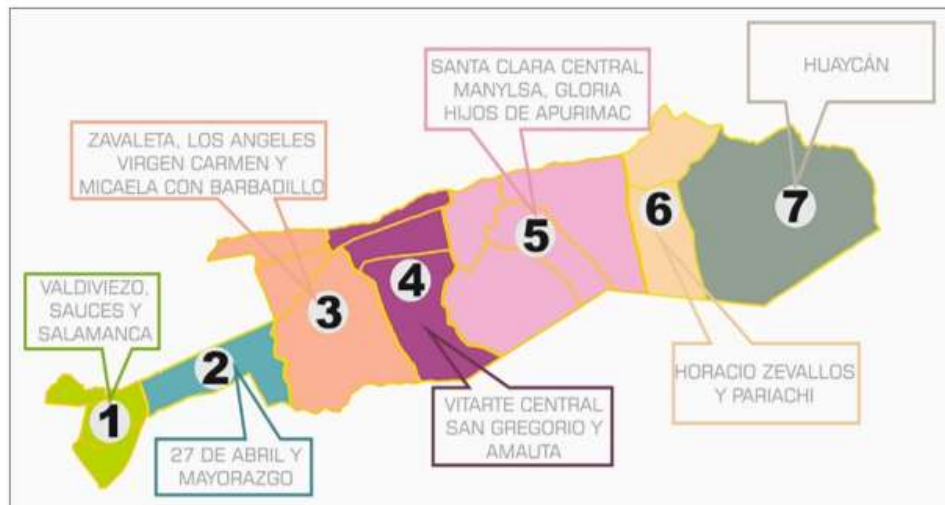 SANTA CLARA CENTRAL
MANYLSA, GLORIA
HIJOS DE APURIMAC
HUAYCÁN
ZAVALETA, LOS ANGELES
VIRGEN CARMEN Y
MICAELA CON BARBADILLO
VALDIVIEZO,
SAUCES Y
SALAMANCA
1
2
3
4
5
6
7
27 DE ABRIL Y
MAYORAZGO
VITARTE CENTRAL
SAN GREGORIO Y
AMAUTA
HORACIO ZEVALLOS
Y PARIACHI